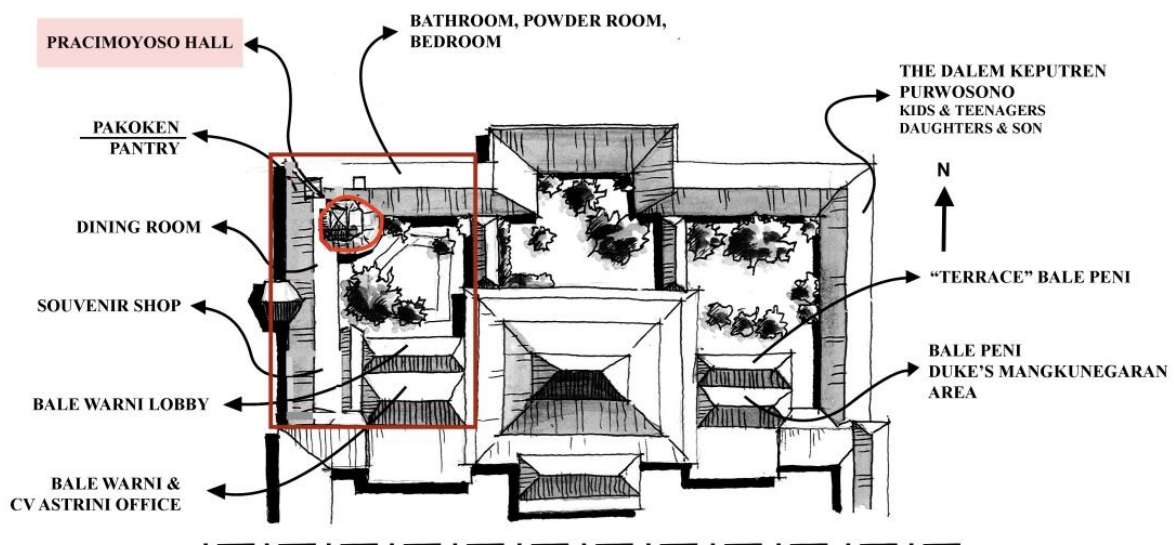 PRACIMOYOSO HALL
BATHROOM, POWDER ROOM,
BEDROOM
PAKOKEN
PANTRY
DINING ROOM
SOUVENIR SHOP
BALE WARNI LOBBY
BALE WARNI &
CV ASTRINI OFFICE
THE DALEM KEPUTREN
PURWOSONO
KIDS & TEENAGERS
DAUGHTERS & SON
N
“TERRACE” BALE PENI
BALE PENI
DUKE’S MANGKUNEGARAN
AREA